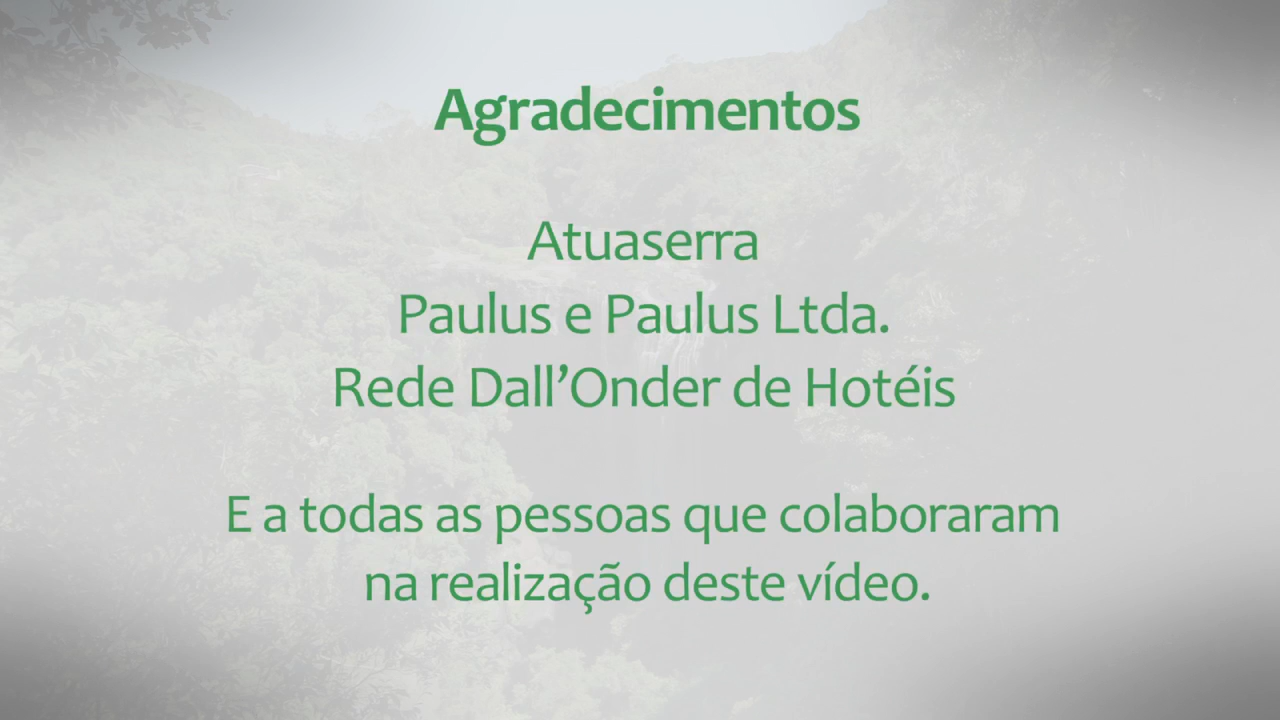 Agradecimentos
Atuaserra
Paulus e Paulus Ltda.
Rede Dall’Onder de Hotéis
E a todas as pessoas que colaboraram
na realização deste vídeo.